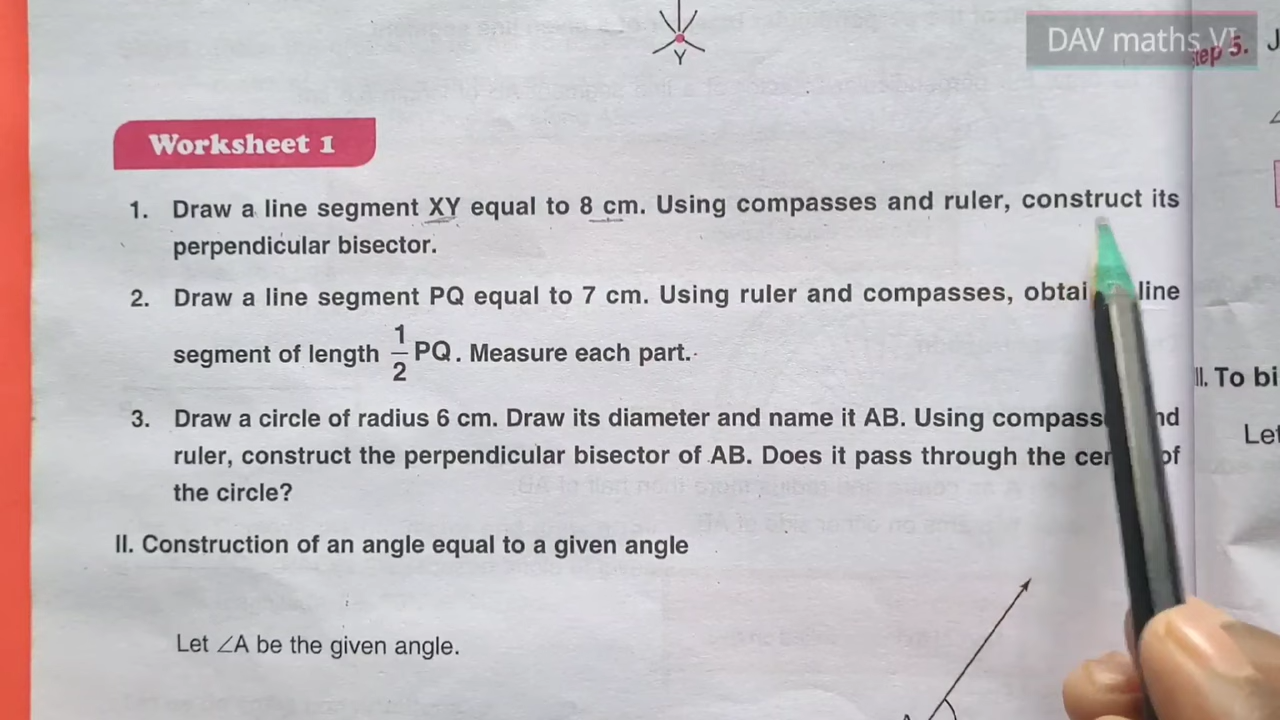 Y
DAV maths VI
tep 5. J
Worksheet 1
1. Draw a line segment XY equal to 8 cm. Using compasses and ruler, construct its
perpendicular bisector.
2. Draw a line segment PQ equal to 7 cm. Using ruler and compasses, line
segment of length 1/2 PQ. Measure each part.
3. Draw a circle of radius 6 cm. Draw its diameter and name it AB. Using
ruler, construct the perpendicular bisector of AB. Does it pass through the of
the circle?
II. Construction of an angle equal to a given angle
Let ∠A be the given angle.
II. To bi
Let